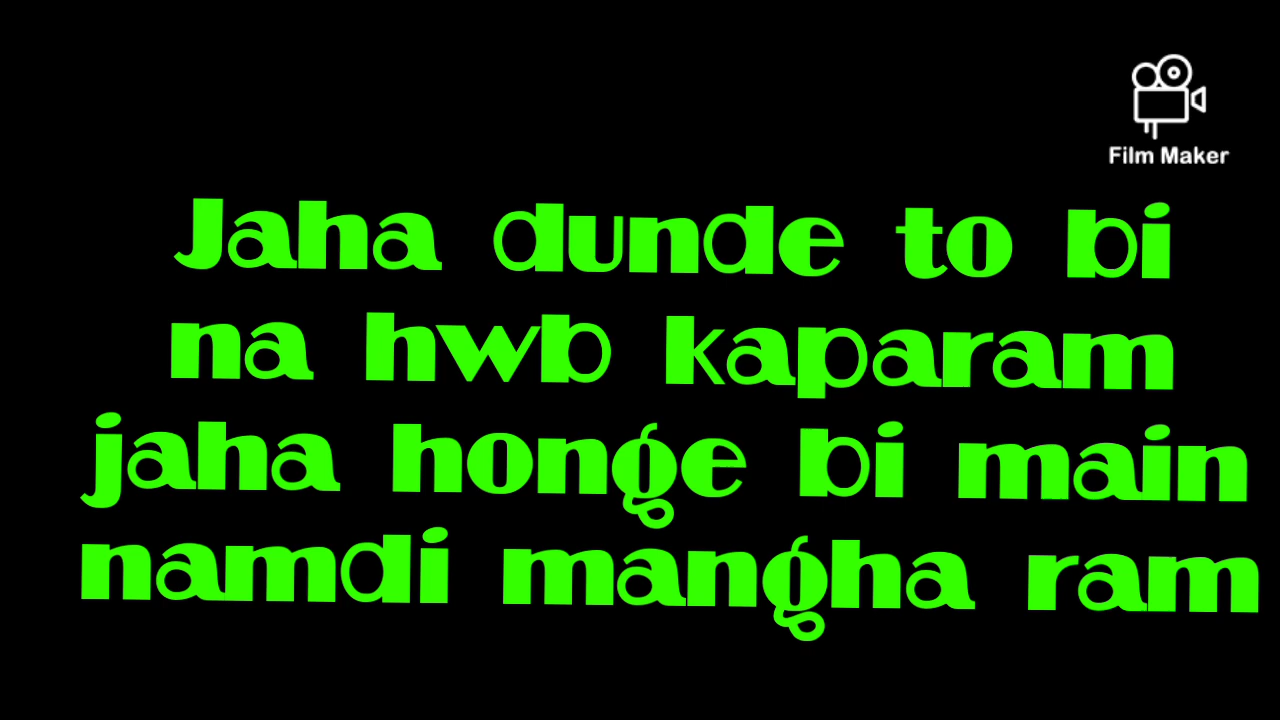 Film Maker
Jaha dunde to bi
na hwb kaparam
jaha honge bi main
namdi mangha ram